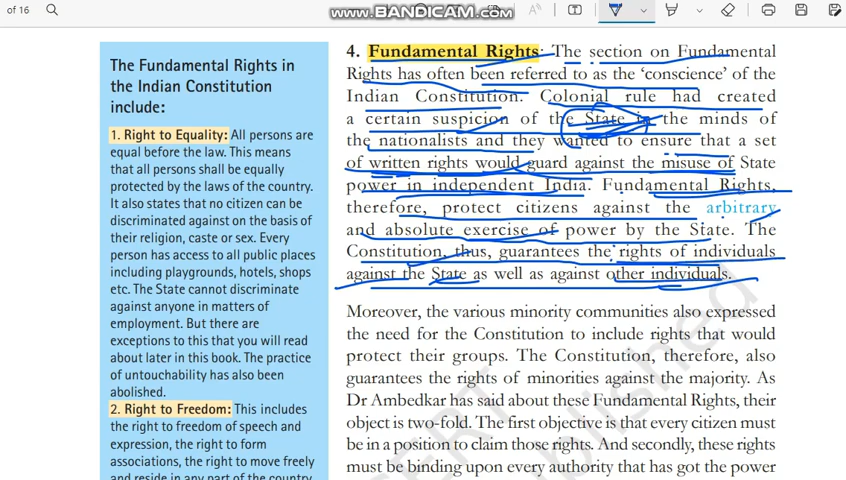 WWW.BANDICAM.COM
of 16
The Fundamental Rights in
the Indian Constitution
include:
1. Right to Equality: All persons are
equal before the law. This means
that all persons shall be equally
protected by the laws of the country.
It also states that no citizen can be
discriminated against on the basis of
their religion, caste or sex. Every
person has access to all public places
including playgrounds, hotels, shops
etc. The State cannot discriminate
against anyone in matters of
employment. But there are
exceptions to this that you will read
about later in this book. The practice
of untouchability has also been
abolished.
2. Right to Freedom: This includes
the right to freedom of speech and
expression, the right to form
associations, the right to move freely
and reside in any part of the country
4. Fundamental Rights: The section on Fundamental
Rights has often been referred to as the ‘conscience’ of the
Indian Constitution. Colonial rule had created
a certain suspicion of the State in the minds of
the nationalists and they wanted to ensure that a set
of written rights would guard against the misuse of State
power in independent India. Fundamental Rights,
therefore, protect citizens against the arbitrary
and absolute exercise of power by the State. The
Constitution, thus, guarantees the rights of individuals
against the State as well as against other individuals.
Moreover, the various minority communities also expressed
the need for the Constitution to include rights that would
protect their groups. The Constitution, therefore, also
guarantees the rights of minorities against the majority. As
Dr Ambedkar has said about these Fundamental Rights, their
object is two-fold. The first objective is that every citizen must
be in a position to claim those rights. And secondly, these rights
must be binding upon every authority that has got the power